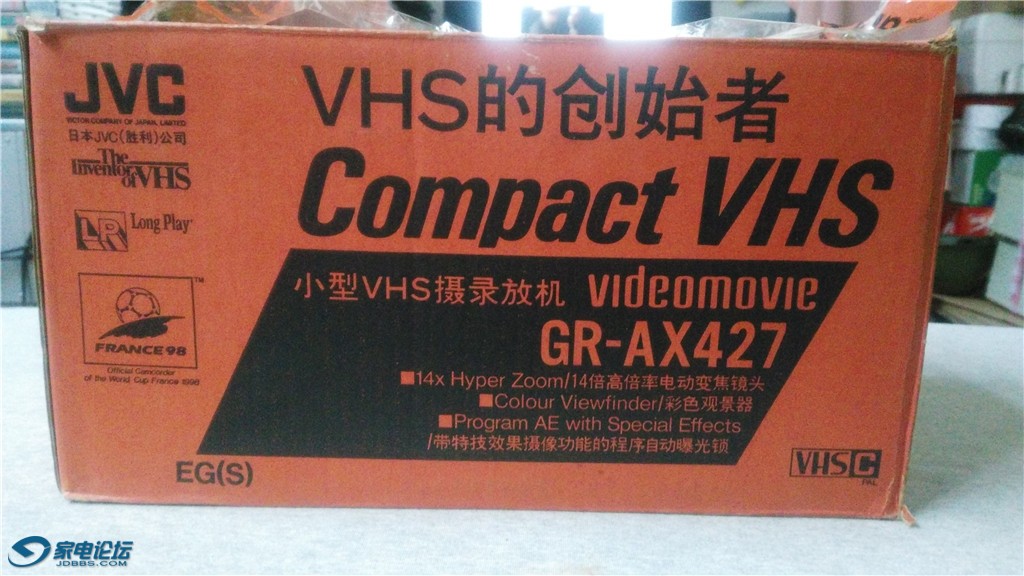 JVC
VICTOR COMPANY OF JAPAN, LIMITED
日本JVC(胜利)公司
The
Inventor
of VHS
LR Long Play
FRANCE 98
TM
Official Camcorder
of the World Cup France 1998
EG(S)
VHS的创始者
Compact VHS
小型VHS摄录放机 videomovie
GR-AX427
■14x Hyper Zoom/14倍高倍率电动变焦镜头
■Colour Viewfinder/彩色观景器
■Program AE with Special Effects
/带特技效果摄像功能的程序自动曝光锁
VHS C
PAL
家电论坛
JDBBS.COM